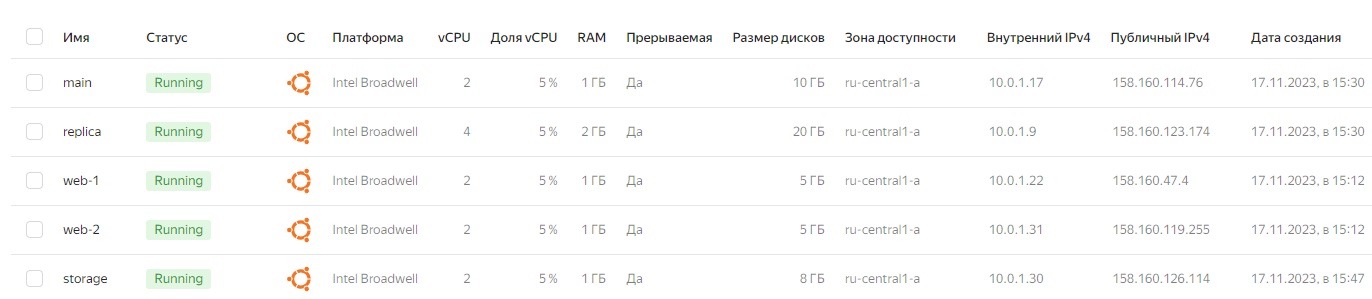 Имя Статус ОС Платформа vCPU Доля vCPU RAM Прерываемая Размер дисков Зона доступности Внутренний IPv4 Публичный IPv4 Дата создания
main Running Intel Broadwell 2 5 % 1 ГБ Да 10 ГБ ru-central1-a 10.0.1.17 158.160.114.76 17.11.2023, в 15:30
replica Running Intel Broadwell 4 5 % 2 ГБ Да 20 ГБ ru-central1-a 10.0.1.9 158.160.123.174 17.11.2023, в 15:30
web-1 Running Intel Broadwell 2 5 % 1 ГБ Да 5 ГБ ru-central1-a 10.0.1.22 158.160.47.4 17.11.2023, в 15:12
web-2 Running Intel Broadwell 2 5 % 1 ГБ Да 5 ГБ ru-central1-a 10.0.1.31 158.160.119.255 17.11.2023, в 15:12
storage Running Intel Broadwell 2 5 % 1 ГБ Да 8 ГБ ru-central1-a 10.0.1.30 158.160.126.114 17.11.2023, в 15:47